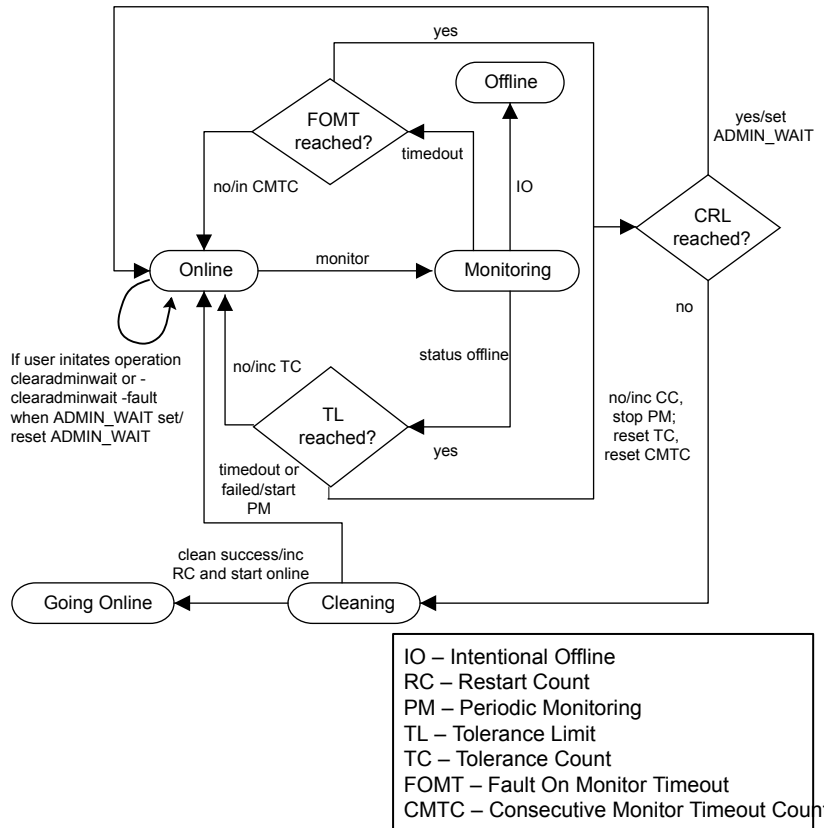 yes
Offline
yes/set
ADMIN_WAIT
FOMT
reached?
timedout
IO
no/in CMTC
CRL
reached?
Online
monitor
Monitoring
no
If user initates operation
clearadminwait or -
clearadminwait -fault
when ADMIN_WAIT set/
reset ADMIN_WAIT
no/inc TC
status offline
TL
reached?
yes
no/inc CC,
stop PM;
reset TC,
reset CMTC
timedout or
failed/start
PM
clean success/inc
RC and start online
Going Online
Cleaning
IO – Intentional Offline
RC – Restart Count
PM – Periodic Monitoring
TL – Tolerance Limit
TC – Tolerance Count
FOMT – Fault On Monitor Timeout
CMTC – Consecutive Monitor Timeout Count